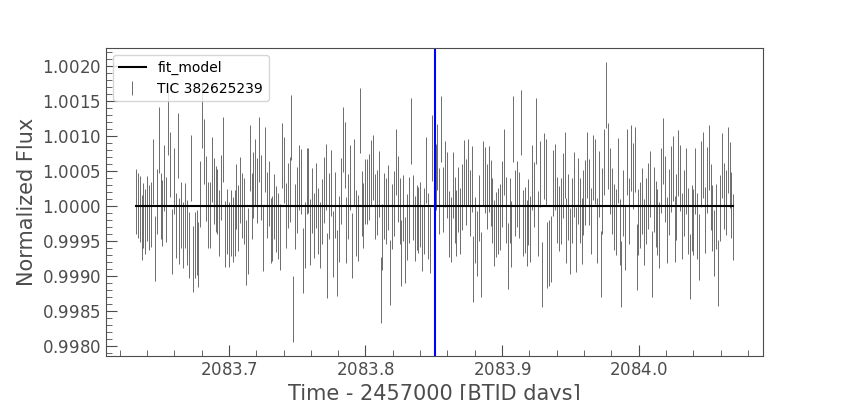 fit_model
TIC 382625239
1.0020
1.0015
1.0010
1.0005
1.0000
0.9995
0.9990
0.9985
0.9980
Normalized Flux
2083.7 2083.8 2083.9 2084.0
Time - 2457000 [BTJD days]